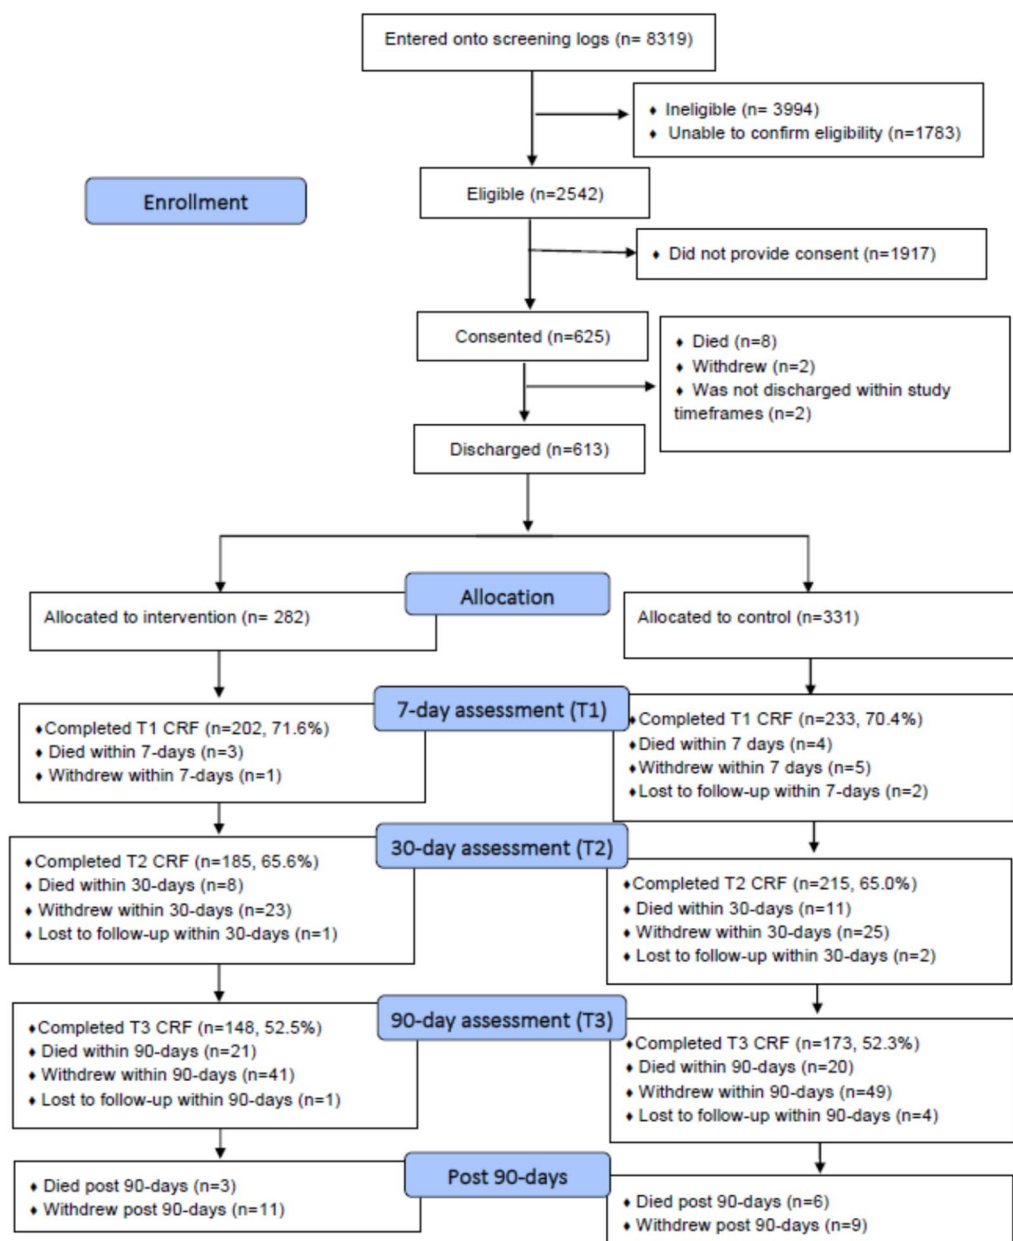 Entered onto screening logs (n= 8319)
♦ Ineligible (n= 3994)
♦ Unable to confirm eligibility (n=1783)
Enrollment
Eligible (n=2542)
♦ Did not provide consent (n=1917)
Consented (n=625)
♦ Died (n=8)
♦ Withdrew (n=2)
♦ Was not discharged within study
timeframes (n=2)
Discharged (n=613)
Allocation
Allocated to intervention (n= 282)
Allocated to control (n=331)
7-day assessment (T1)
♦Completed T1 CRF (n=202, 71.6%)
♦ Died within 7-days (n=3)
♦ Withdrew within 7-days (n=1)
♦Completed T1 CRF (n=233, 70.4%)
♦ Died within 7 days (n=4)
♦ Withdrew within 7 days (n=5)
♦ Lost to follow-up within 7-days (n=2)
30-day assessment (T2)
♦Completed T2 CRF (n=185, 65.6%)
♦ Died within 30-days (n=8)
♦ Withdrew within 30-days (n=23)
♦ Lost to follow-up within 30-days (n=1)
♦Completed T2 CRF (n=215, 65.0%)
♦ Died within 30-days (n=11)
♦ Withdrew within 30-days (n=25)
♦ Lost to follow-up within 30-days (n=2)
90-day assessment (T3)
♦Completed T3 CRF (n=148, 52.5%)
♦ Died within 90-days (n=21)
♦ Withdrew within 90-days (n=41)
♦ Lost to follow-up within 90-days (n=1)
♦Completed T3 CRF (n=173, 52.3%)
♦ Died within 90-days (n=20)
♦ Withdrew within 90-days (n=49)
♦ Lost to follow-up within 90-days (n=4)
Post 90-days
♦ Died post 90-days (n=3)
♦ Withdrew post 90-days (n=11)
♦ Died post 90-days (n=6)
♦ Withdrew post 90-days (n=9)